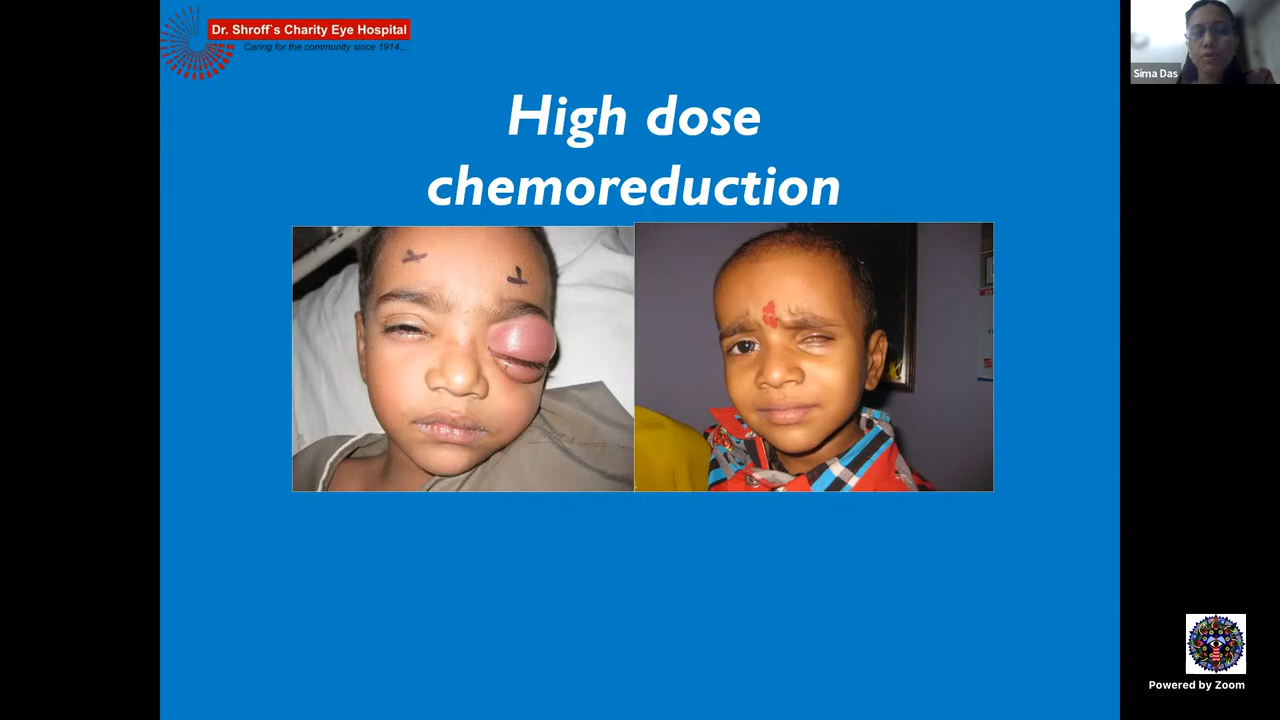 Dr. Shroff`s Charity Eye Hospital
Caring for the community since 1914...
Sima Das
High dose
chemoreduction
Powered by Zoom